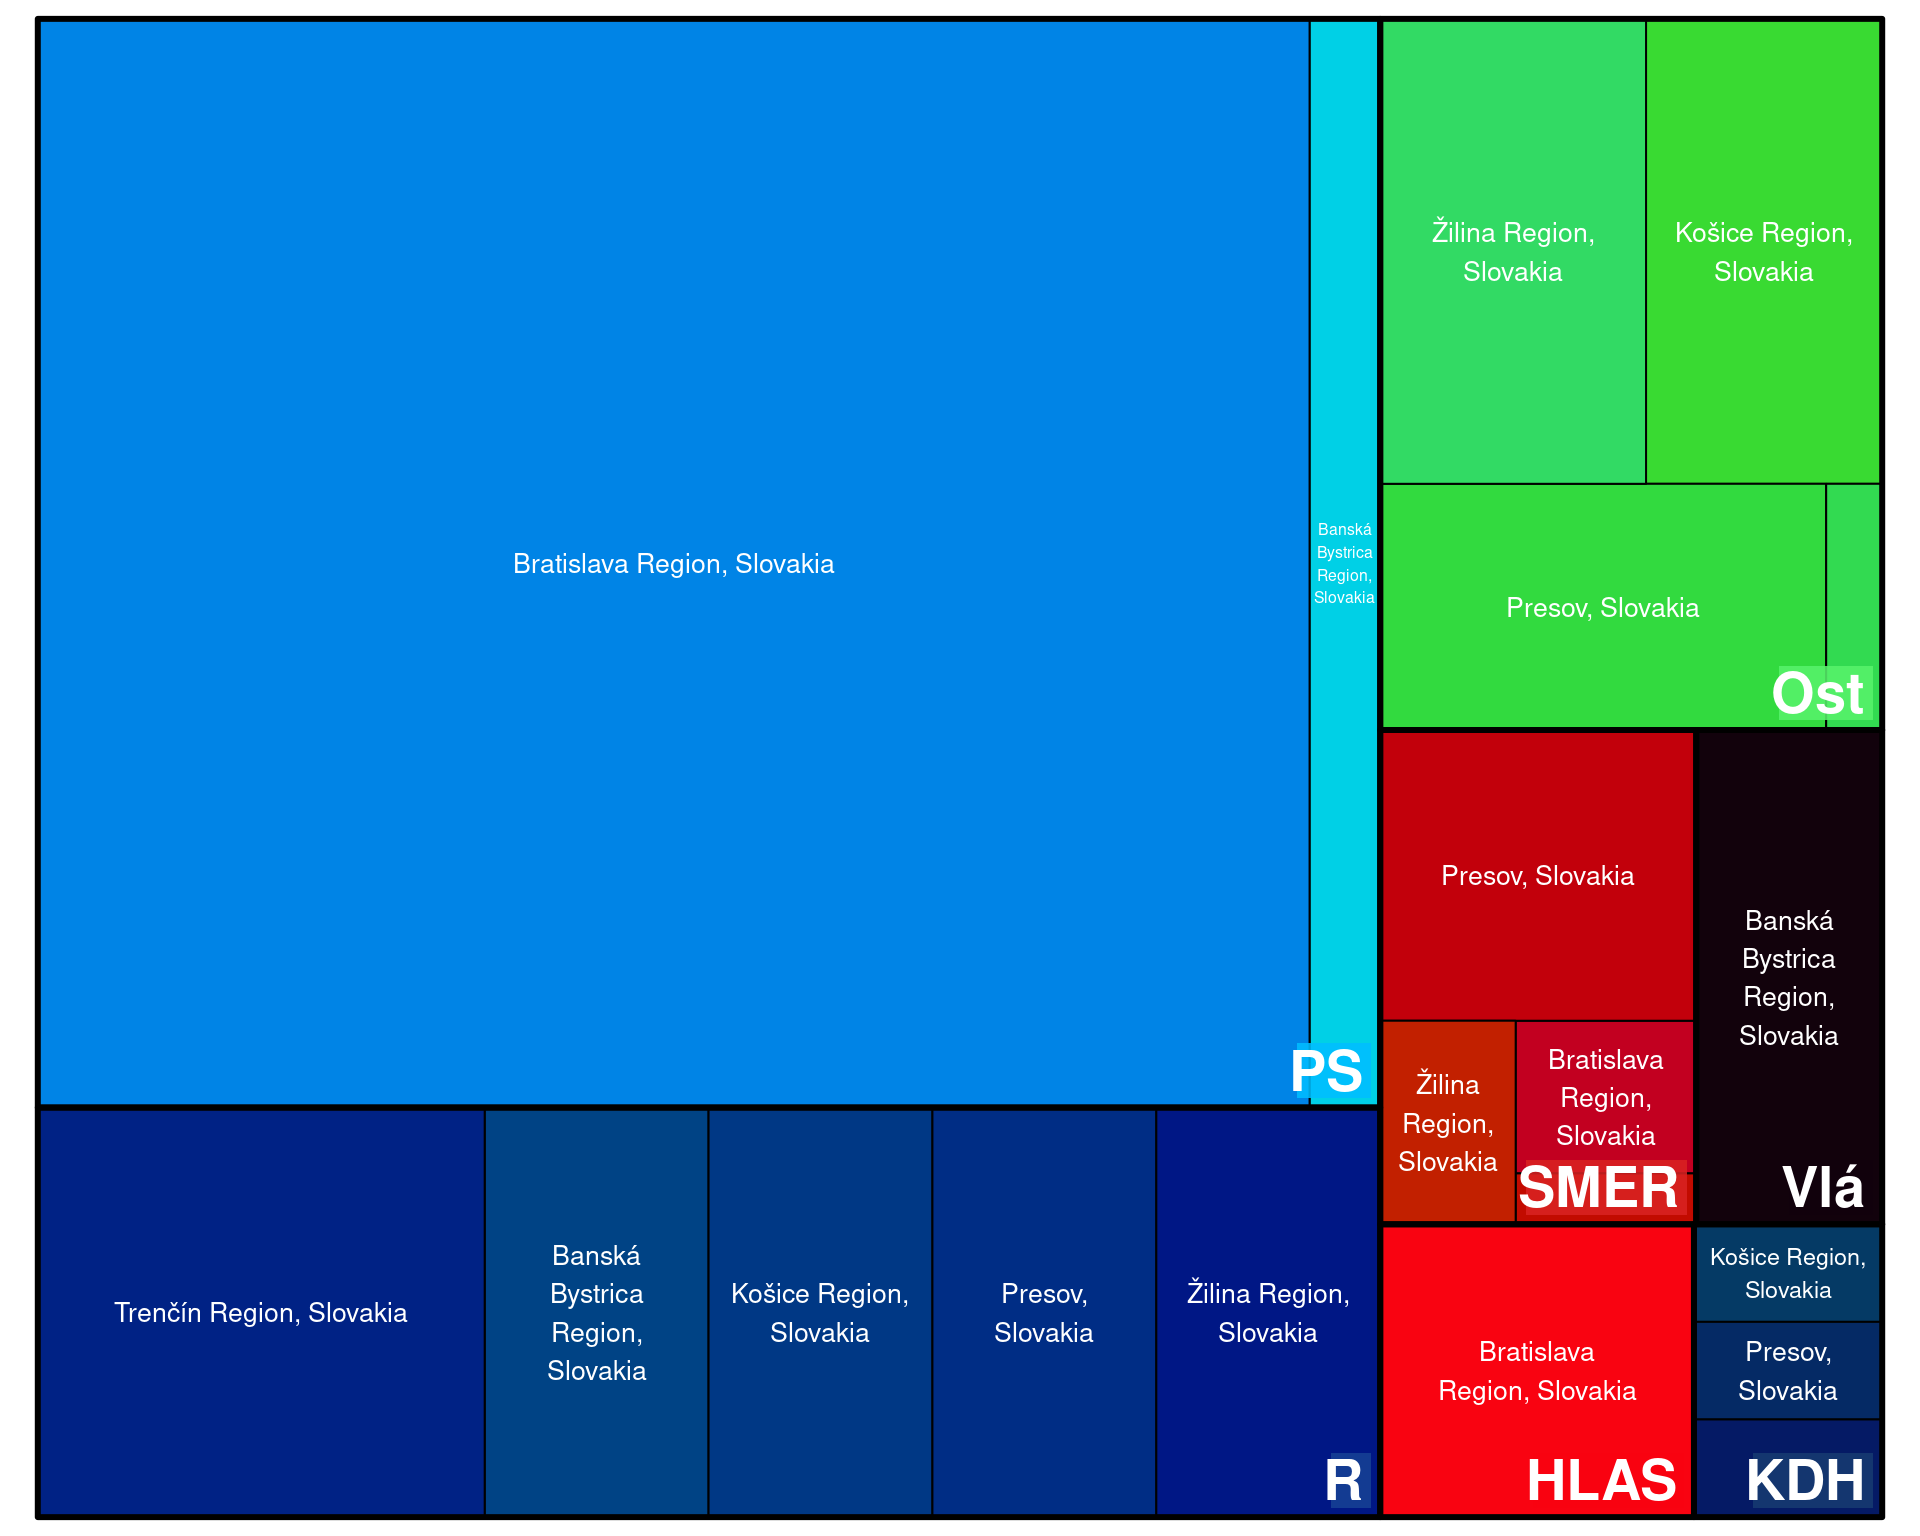 Bratislava Region, Slovakia
Banská
Bystrica
Region,
Slovakia
PS
Trenčín Region, Slovakia
Banská
Bystrica
Region,
Slovakia
Košice Region,
Slovakia
Presov,
Slovakia
Žilina Region,
Slovakia
R
Žilina Region,
Slovakia
Košice Region,
Slovakia
Presov, Slovakia
Ost
Presov, Slovakia
Žilina
Region,
Slovakia
Bratislava
Region,
Slovakia
SMER
Banská
Bystrica
Region,
Slovakia
Vlá
Bratislava
Region, Slovakia
HLAS
Košice Region,
Slovakia
Presov,
Slovakia
KDH